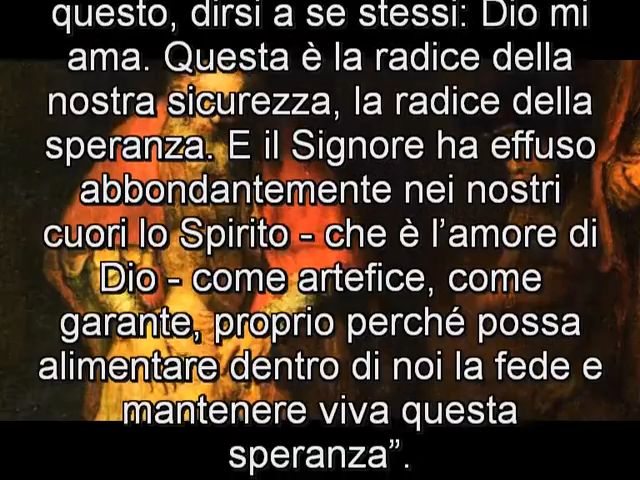 questo, dirsi a se stessi: Dio mi
ama. Questa è la radice della
nostra sicurezza, la radice della
speranza. E il Signore ha effuso
abbondantemente nei nostri
cuori lo Spirito - che è l’amore di
Dio - come artefice, come
garante, proprio perché possa
alimentare dentro di noi la fede e
mantenere viva questa
speranza”.